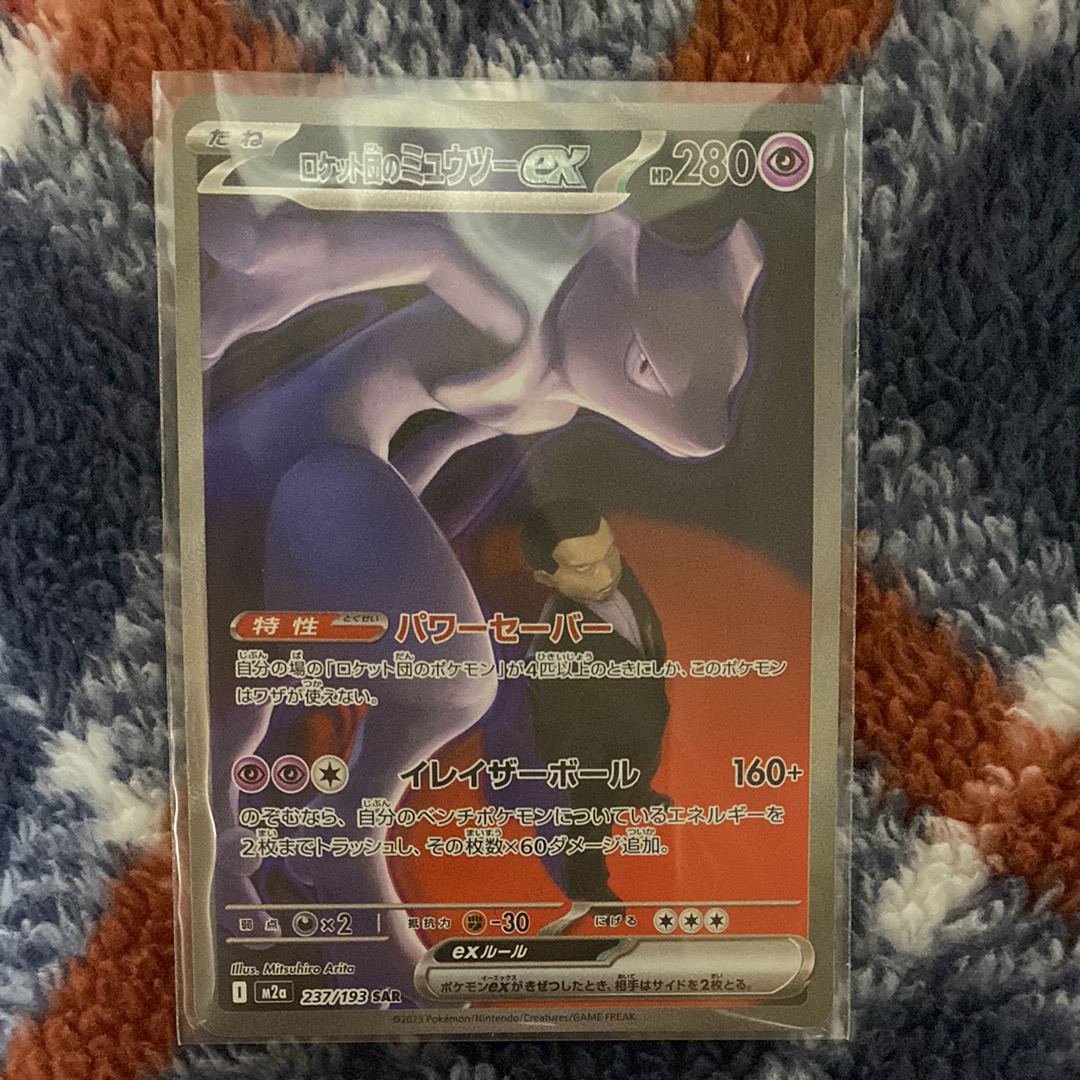 たね
ロケット団のミュウツーex HP280
特性 とくせい パワーセーバー
自分の場の「ロケット団のポケモン」が4匹以上のときにしか、このポケモン
はワザが使えない。
イレイザーボール 160+
のぞむなら、自分のベンチポケモンについているエネルギーを
2枚までトラッシュし、その枚数×60ダメージ追加。
弱点 ×2 抵抗力 -30 にげる
exルール
ポケモンexがきぜつしたとき、相手はサイドを2枚とる。
Illus. Mitsuhiro Arita
I M2a 237/193 SAR
©2025 Pokémon/Nintendo/Creatures/GAME FREAK.